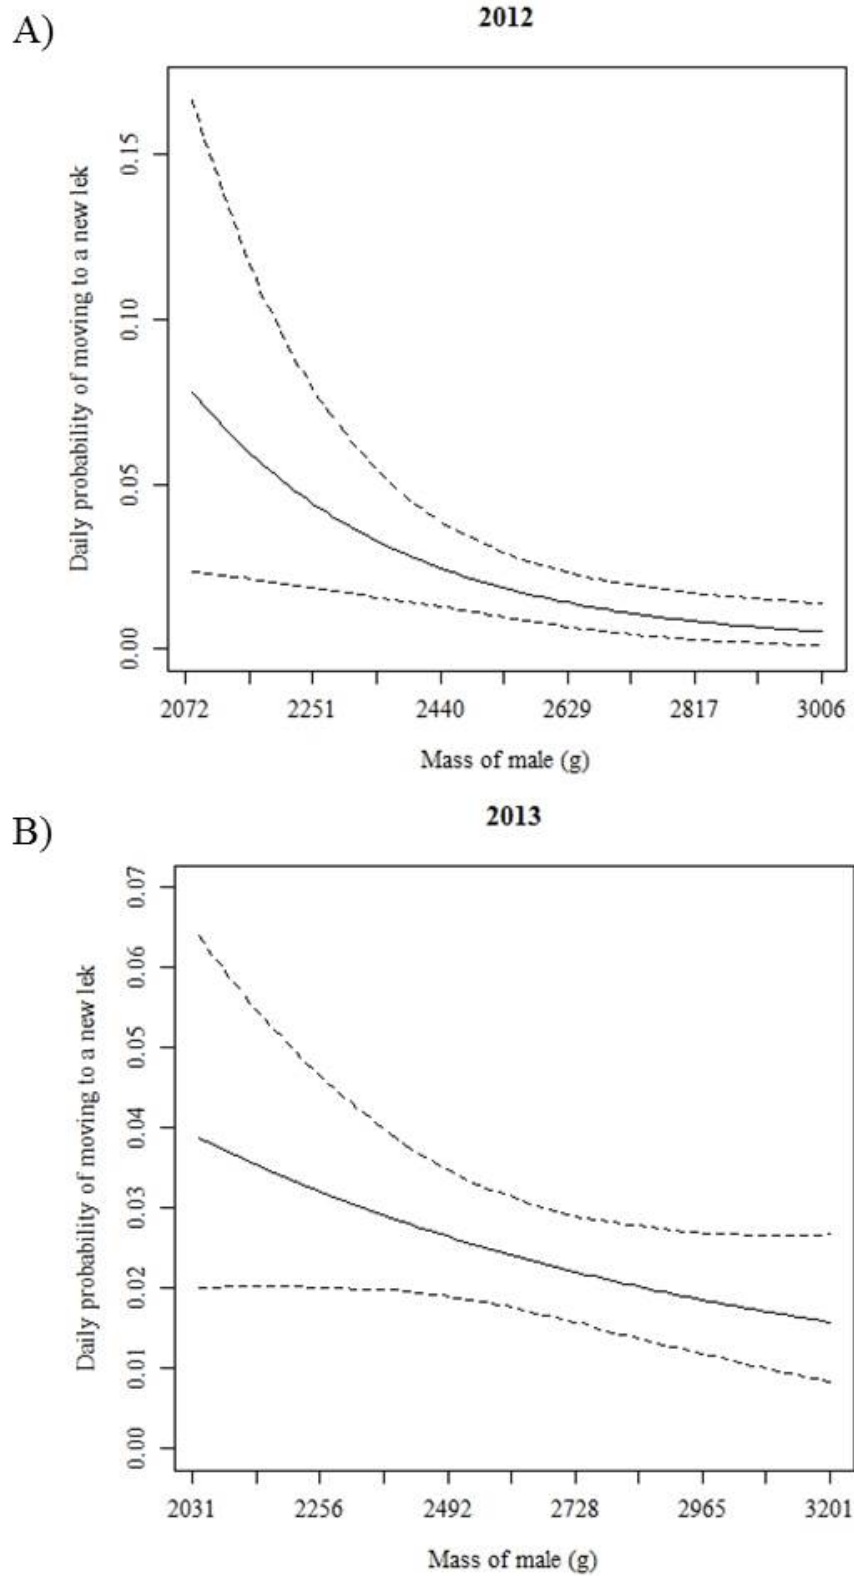 A)
2012
Daily probability of moving to a new lek
0.15
0.10
0.05
0.00
2072 2251 2440 2629 2817 3006
Mass of male (g)
B)
2013
Daily probability of moving to a new lek
0.07
0.06
0.05
0.04
0.03
0.02
0.01
0.00
2031 2256 2492 2728 2965 3201
Mass of male (g)